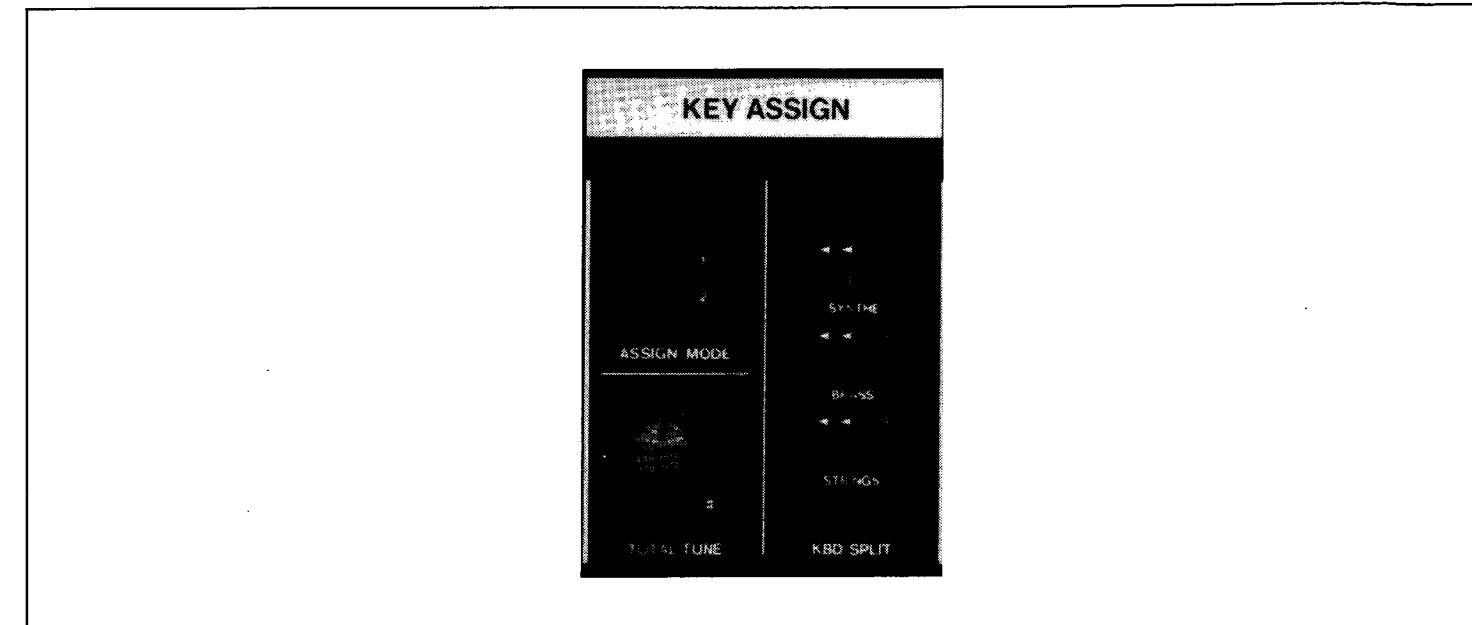 KEY ASSIGN
1
2
ASSIGN MODE
♯
TOTAL TUNE
SYNTHE
BRASS
STRINGS
KBD SPLIT